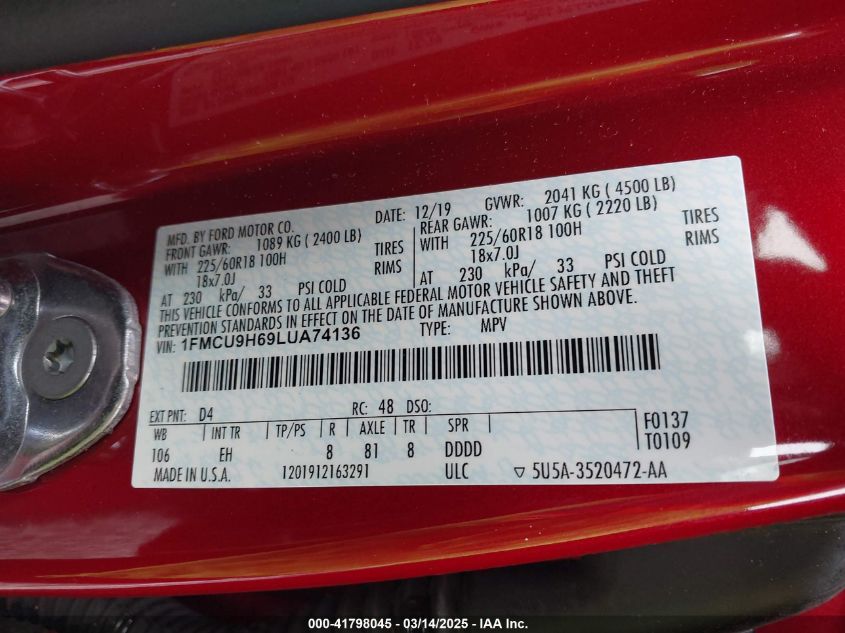 MFD. BY FORD MOTOR CO. DATE: 12/19 GVWR: 2041 KG ( 4500 LB)
FRONT GAWR: 1089 KG ( 2400 LB) REAR GAWR: 1007 KG ( 2220 LB)
WITH 225/60R18 100H TIRES WITH 225/60R18 100H TIRES
18x7.0J RIMS 18x7.0J RIMS
AT 230 kPa/ 33 PSI COLD AT 230 kPa/ 33 PSI COLD
THIS VEHICLE CONFORMS TO ALL APPLICABLE FEDERAL MOTOR VEHICLE SAFETY AND THEFT
PREVENTION STANDARDS IN EFFECT ON THE DATE OF MANUFACTURE SHOWN ABOVE.
VIN: 1FMCU9H69LUA74136 TYPE: MPV
EXT PNT: D4 RC: 48 DSO:
WB INT TR TP/PS R AXLE TR SPR F0137
106 EH 8 81 8 DDDD T0109
MADE IN U.S.A. 1201912163291 ULC ▽ 5U5A-3520472-AA
000-41798045 - 03/14/2025 - IAA Inc.